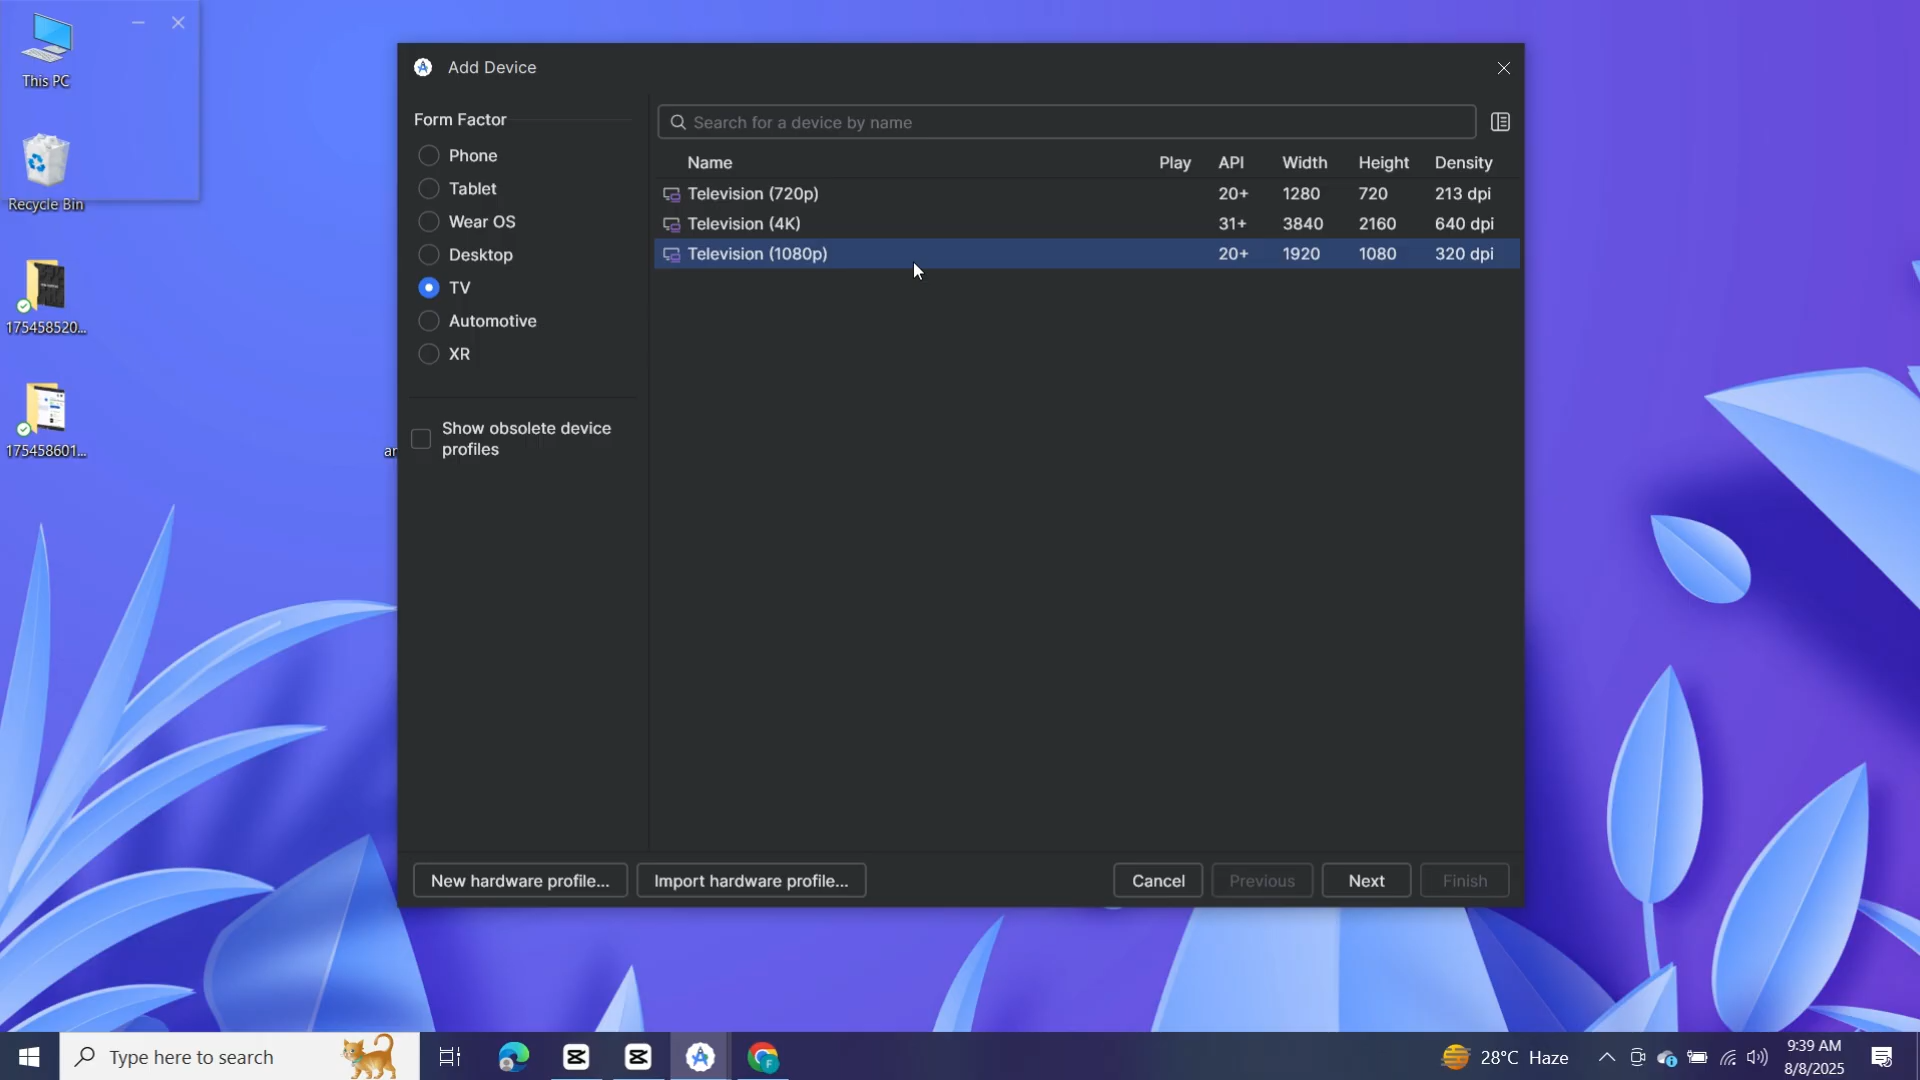 This PC
Recycle Bin
175458520...
175458601...
Add Device
Form Factor
Phone
Tablet
Wear OS
Desktop
TV
Automotive
XR
Show obsolete device
profiles
Search for a device by name
Name Play API Width Height Density
Television (720p) 20+ 1280 720 213 dpi
Television (4K) 31+ 3840 2160 640 dpi
Television (1080p) 20+ 1920 1080 320 dpi
ar
New hardware profile... Import hardware profile... Cancel Previous Next Finish
Type here to search
28°C Haze
9:39 AM
8/8/2025